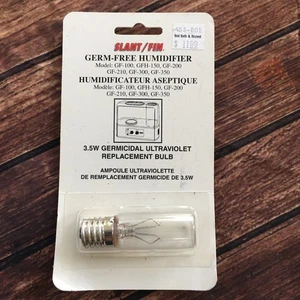 SLANT/FIN
GERM-FREE HUMIDIFIER
Model: GF-100, GFH-150, GF-200
GF-210, GF-300, GF-350
HUMIDIFICATEUR ASEPTIQUE
Modèle: GF-100, GFH-150, GF-200
GF-210, GF-300, GF-350
3.5W GERMICIDAL ULTRAVIOLET
REPLACEMENT BULB
AMPOULE ULTRAVIOLETTE
DE REMPLACEMENT GERMICIDE DE 3.5W